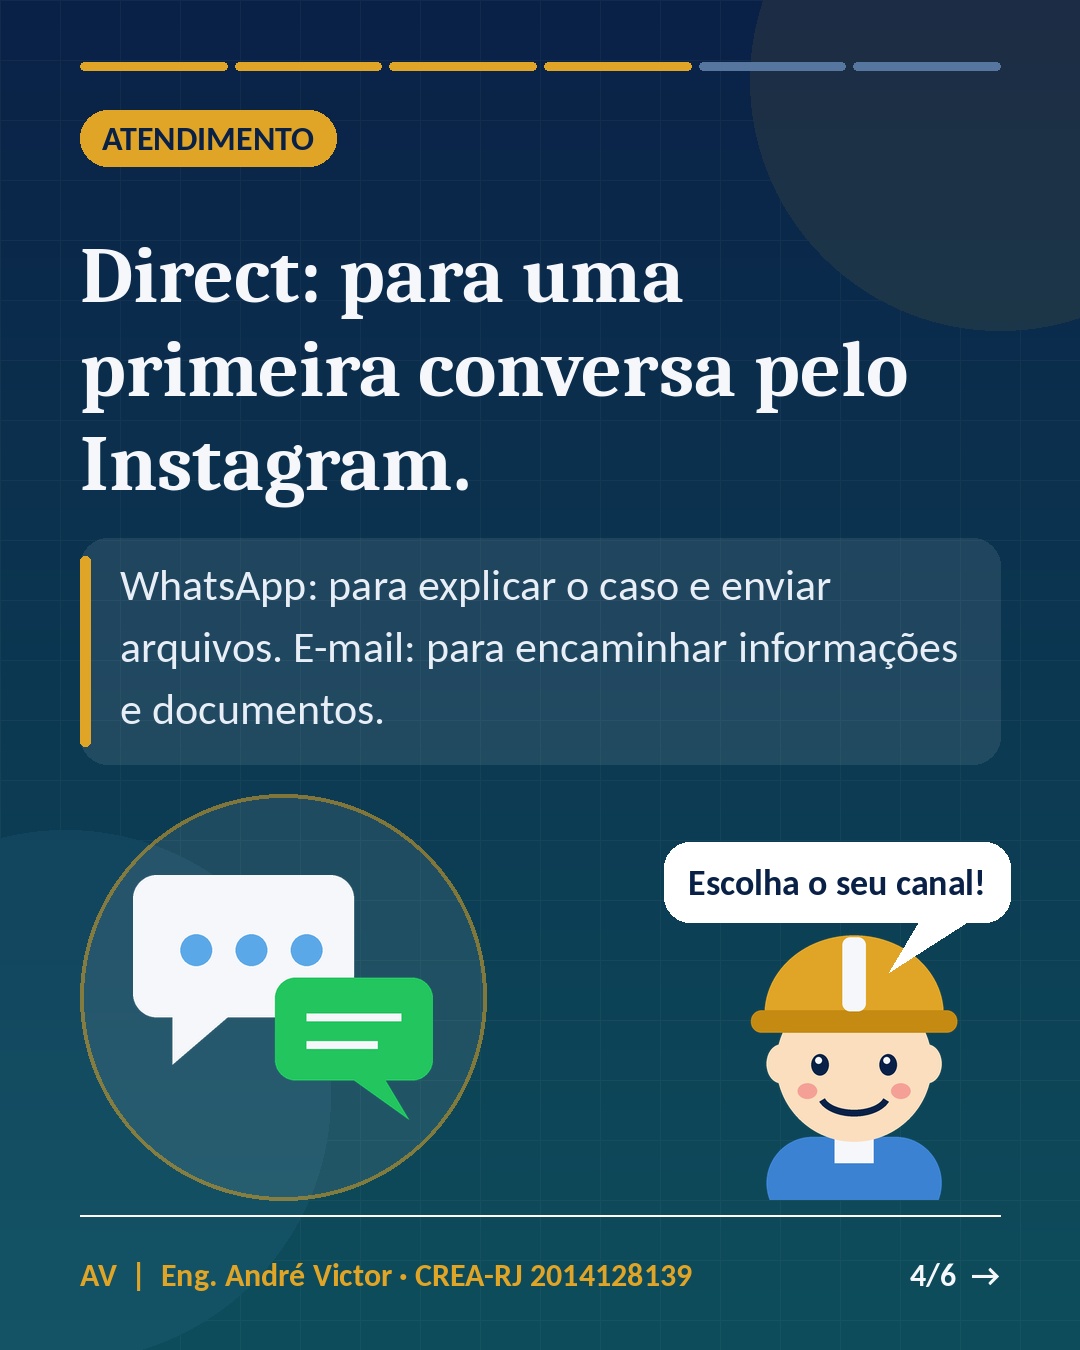 ATENDIMENTO
Direct: para uma
primeira conversa pelo
Instagram.
WhatsApp: para explicar o caso e enviar
arquivos. E-mail: para encaminhar informações
e documentos.
Escolha o seu canal!
AV | Eng. André Victor · CREA-RJ 2014128139
4/6 →